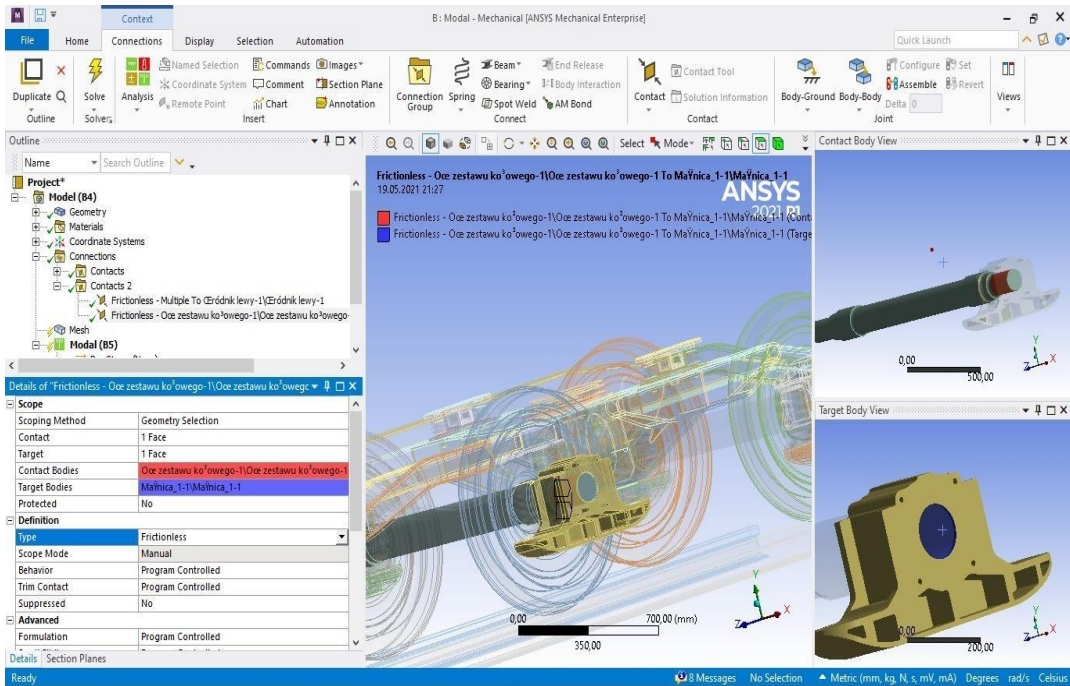 B : Modal - Mechanical [ANSYS Mechanical Enterprise]
Context
File Home Connections Display Selection Automation
Quick Launch
Duplicate Q
Outline
Solve
Solver
Analysis
Named Selection
Coordinate System
Remote Point
Commands
Comment
Chart
Images
Section Plane
Annotation
Insert
Connection Group
Spring
Beam
Bearing
Spot Weld
End Release
Body Interaction
AM Bond
Connect
Contact
Contact Tool
Solution Information
Contact
Body-Ground
Body-Body
Configure
Set
Assemble
Revert
Delta 0
Joint
Views
Outline
Name
Search Outline
Project*
Model (B4)
Geometry
Materials
Coordinate Systems
Connections
Contacts
Contacts 2
Frictionless - Multiple To Œródnik lewy-1\Œródnik lewy-1
Frictionless - Oœ zestawu ko³owego-1\Oœ zestawu ko³owego-
Mesh
Modal (B5)
Details of "Frictionless - Oœ zestawu ko³owego-1\Oœ zestawu ko³owegc
Scope
Scoping Method Geometry Selection
Contact 1 Face
Target 1 Face
Contact Bodies Oœ zestawu ko³owego-1\Oœ zestawu ko³owego-1
Target Bodies MaŸnica_1-1\MaŸnica_1-1
Protected No
Definition
Type Frictionless
Scope Mode Manual
Behavior Program Controlled
Trim Contact Program Controlled
Suppressed No
Advanced
Formulation Program Controlled
Details Section Planes
Select Mode
Frictionless - Oœ zestawu ko³owego-1\Oœ zestawu ko³owego-1 To MaŸnica_1-1\MaŸnica_1-1
19.05.2021 21:27
ANSYS
2021 R1
Frictionless - Oœ zestawu ko³owego-1\Oœ zestawu ko³owego-1 To MaŸnica_1-1\MaŸnica_1-1 (Conta
Frictionless - Oœ zestawu ko³owego-1\Oœ zestawu ko³owego-1 To MaŸnica_1-1\MaŸnica_1-1 (Targe
0,00 700,00 (mm)
350,00
Y
X
Z
Contact Body View
0,00
500,00
Y
X
Z
Target Body View
0,00
200,00
Y
X
Z
Ready
8 Messages No Selection Metric (mm, kg, N, s, mV, mA) Degrees rad/s Celsius